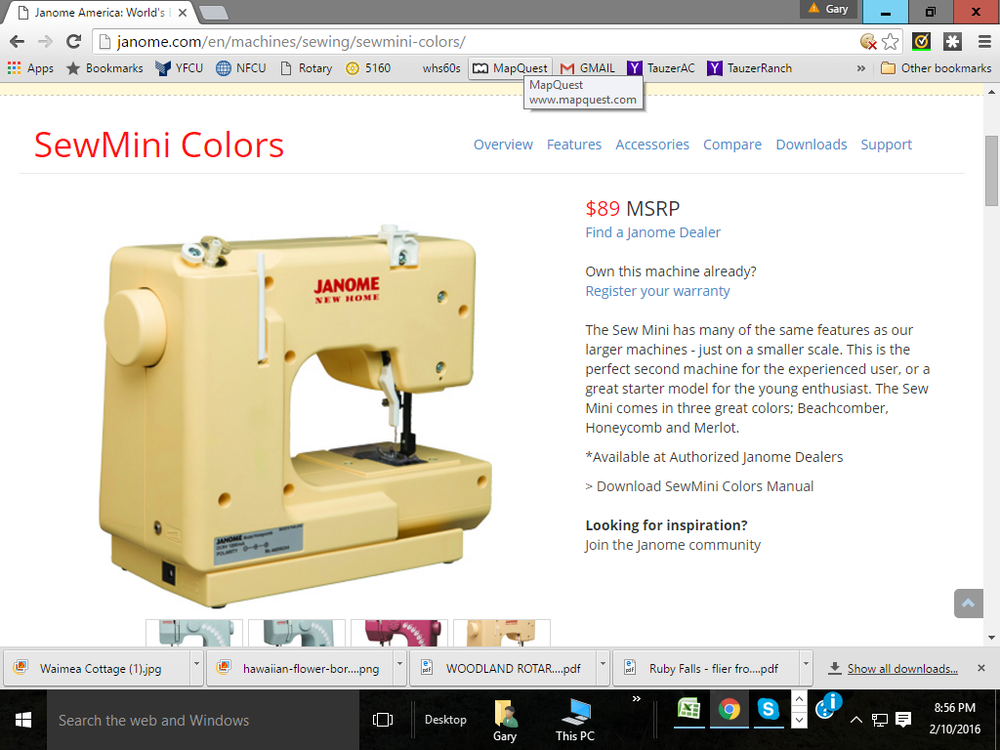 Janome America: World's
Gary
janome.com/en/machines/sewing/sewmini-colors/
Apps
Bookmarks
YFCU
NFCU
Rotary
5160
whs60s
MapQuest
GMAIL
TauzerAC
TauzerRanch
»
Other bookmarks
MapQuest
www.mapquest.com
SewMini Colors
Overview
Features
Accessories
Compare
Downloads
Support
$89 MSRP
Find a Janome Dealer
Own this machine already?
Register your warranty
The Sew Mini has many of the same features as our
larger machines - just on a smaller scale. This is the
perfect second machine for the experienced user, or a
great starter model for the young enthusiast. The Sew
Mini comes in three great colors; Beachcomber,
Honeycomb and Merlot.
*Available at Authorized Janome Dealers
> Download SewMini Colors Manual
Looking for inspiration?
Join the Janome community
JANOME
NEW HOME
JANOME
POLARITY
Waimea Cottage (1).jpg
hawaiian-flower-bor....png
WOODLAND ROTAR....pdf
Ruby Falls - flier fro....pdf
Show all downloads...
Search the web and Windows
Desktop
Gary
This PC
»
8:56 PM
2/10/2016